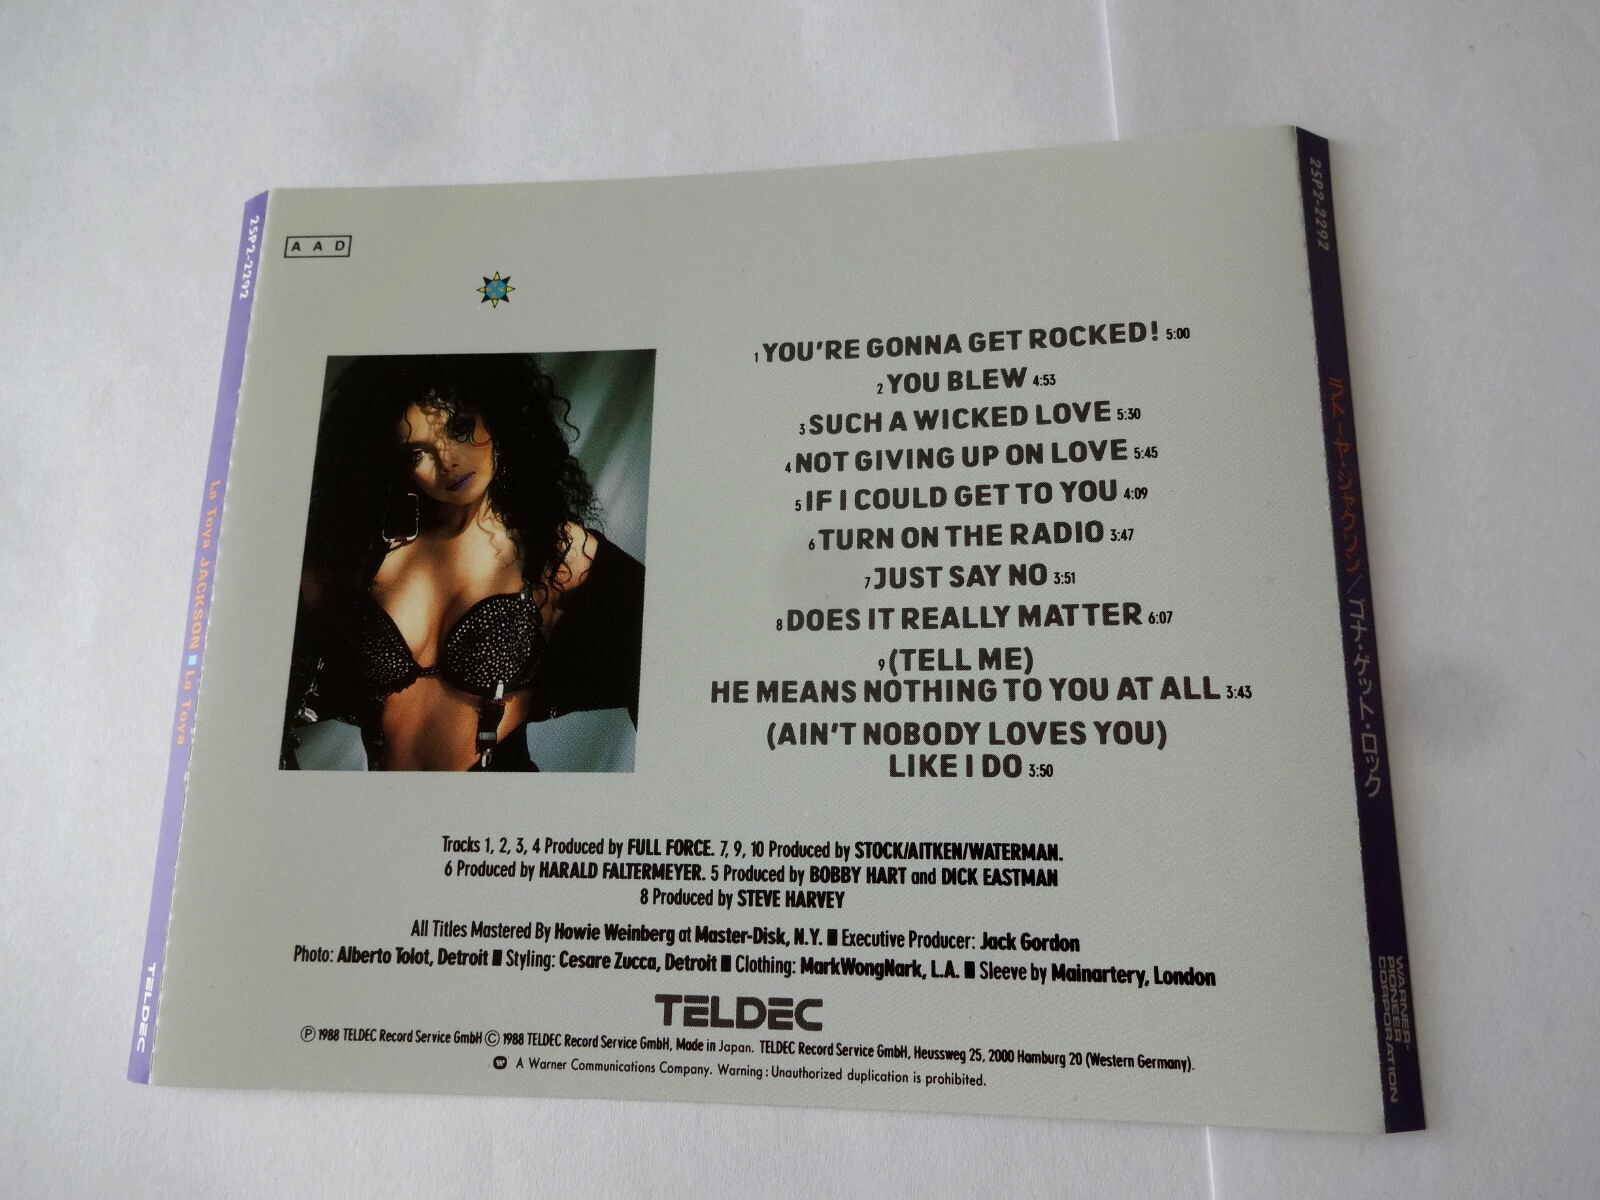 25P2-2292
La Toya JACKSON ■ La Toya
TELDEC
A A D
1 YOU'RE GONNA GET ROCKED! 5:00
2 YOU BLEW 4:53
3 SUCH A WICKED LOVE 5:30
4 NOT GIVING UP ON LOVE 5:45
5 IF I COULD GET TO YOU 4:09
6 TURN ON THE RADIO 3:47
7 JUST SAY NO 3:51
8 DOES IT REALLY MATTER 6:07
9 (TELL ME)
HE MEANS NOTHING TO YOU AT ALL 3:43
(AIN'T NOBODY LOVES YOU)
LIKE I DO 3:50
Tracks 1, 2, 3, 4 Produced by FULL FORCE. 7, 9, 10 Produced by STOCK/AITKEN/WATERMAN.
6 Produced by HARALD FALTERMEYER. 5 Produced by BOBBY HART and DICK EASTMAN
8 Produced by STEVE HARVEY
All Titles Mastered By Howie Weinberg at Master-Disk, N.Y. ■ Executive Producer: Jack Gordon
Photo: Alberto Tolot, Detroit ■ Styling: Cesare Zucca, Detroit ■ Clothing: MarkWongNark, L.A. ■ Sleeve by Mainartery, London
TELDEC
Ⓟ 1988 TELDEC Record Service GmbH Ⓒ 1988 TELDEC Record Service GmbH, Made in Japan. TELDEC Record Service GmbH, Heussweg 25, 2000 Hamburg 20 (Western Germany).
A Warner Communications Company. Warning: Unauthorized duplication is prohibited.
25P2-2292
ラトーヤ・ジャクソン/ゴナ・ゲット・ロック
WARNER-
PIONEER
CORPORATION